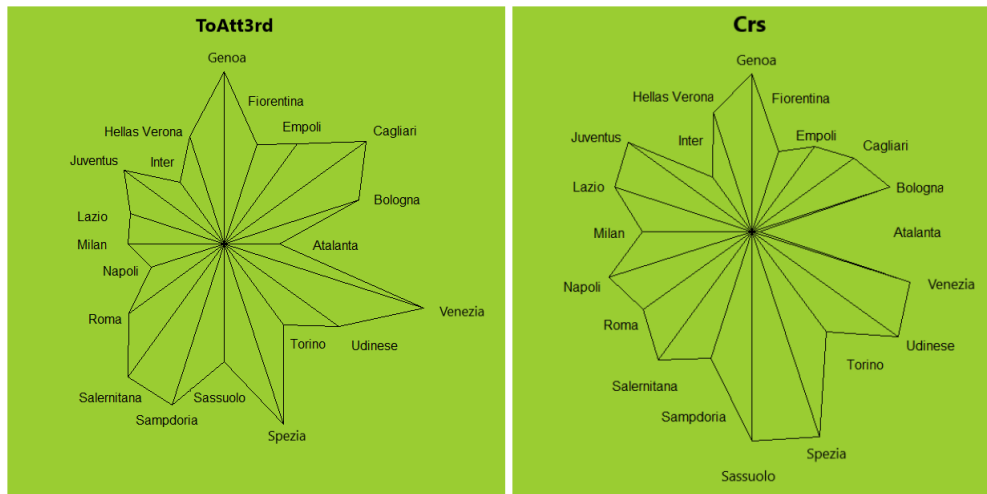 ToAtt3rd
Genoa
Fiorentina
Empoli
Cagliari
Hellas Verona
Inter
Juventus
Bologna
Lazio
Milan
Atalanta
Napoli
Venezia
Roma
Torino
Udinese
Salernitana
Sassuolo
Sampdoria
Spezia
Crs
Genoa
Hellas Verona
Fiorentina
Empoli
Juventus
Inter
Cagliari
Lazio
Bologna
Milan
Atalanta
Napoli
Venezia
Roma
Udinese
Torino
Salernitana
Sampdoria
Spezia
Sassuolo